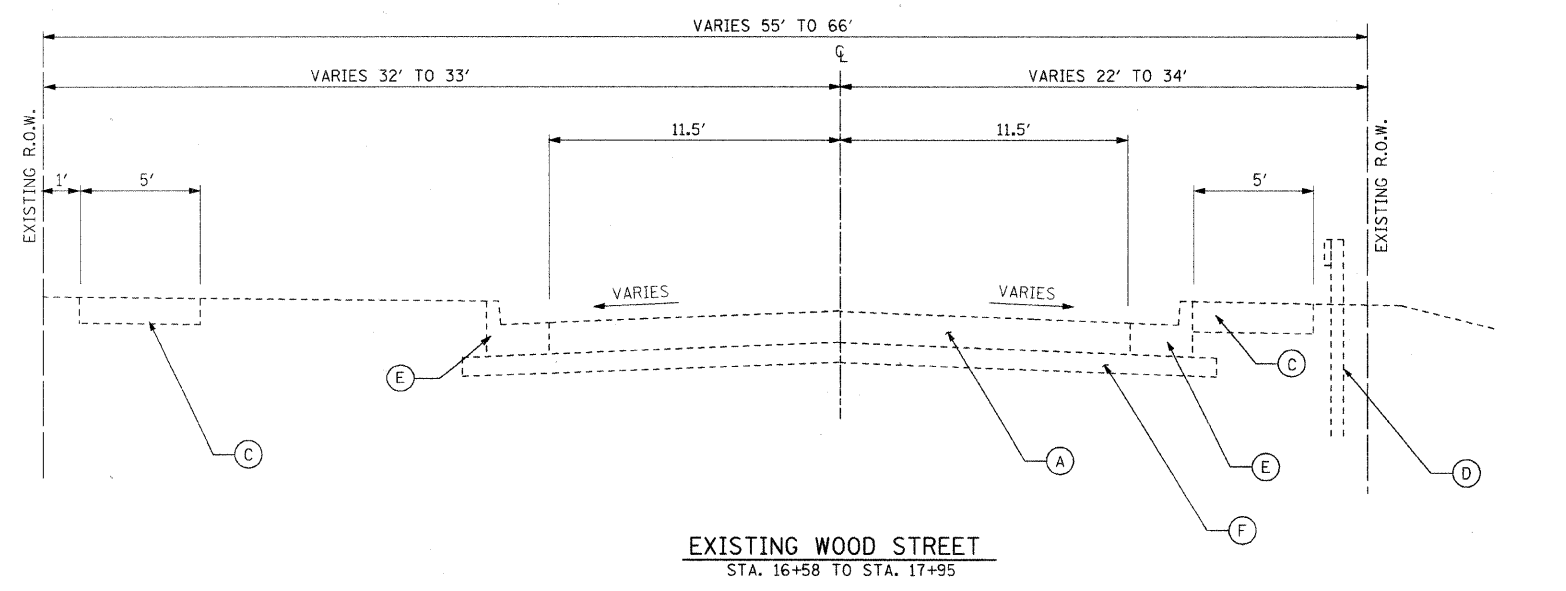 VARIES 55' TO 66'
℄
VARIES 32' TO 33'
VARIES 22' TO 34'
11.5'
11.5'
EXISTING R.O.W.
EXISTING R.O.W.
1'
5'
5'
VARIES
VARIES
E
C
C
A
E
D
F
EXISTING WOOD STREET
STA. 16+58 TO STA. 17+95